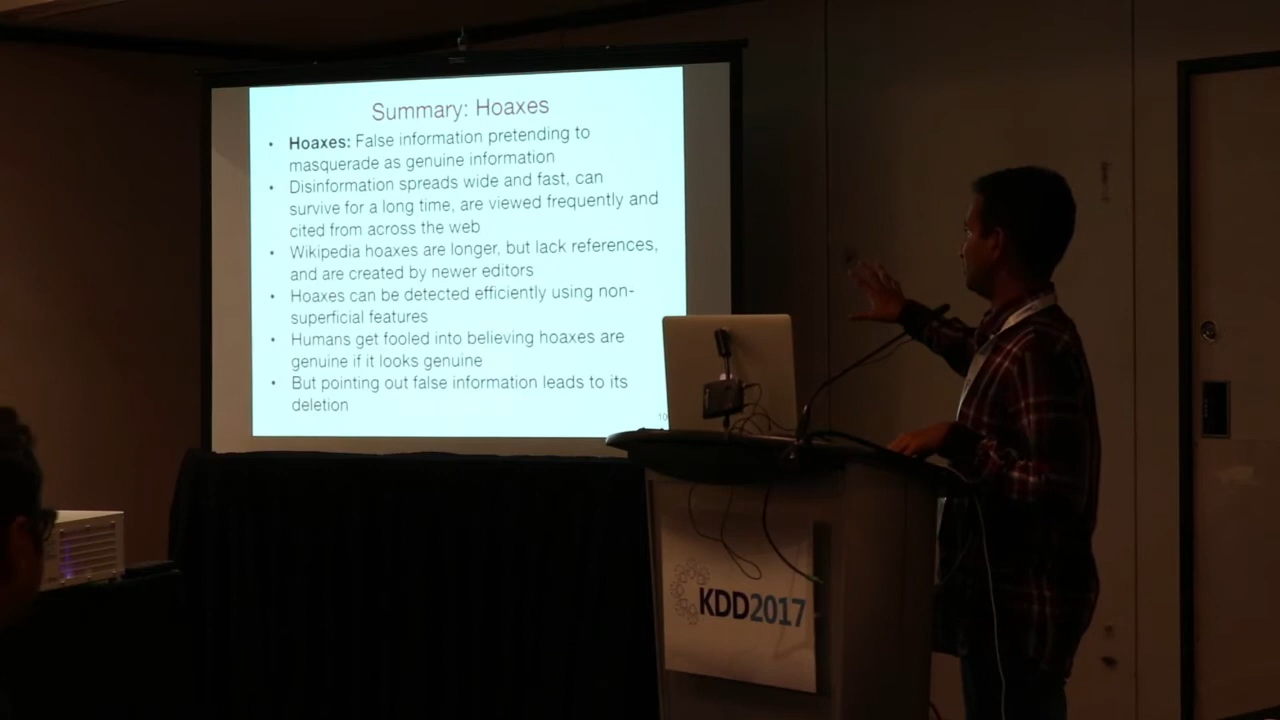 Summary: Hoaxes
• Hoaxes: False information pretending to
masquerade as genuine information
• Disinformation spreads wide and fast, can
survive for a long time, are viewed frequently and
cited from across the web
• Wikipedia hoaxes are longer, but lack references,
and are created by newer editors
• Hoaxes can be detected efficiently using non-
superficial features
• Humans get fooled into believing hoaxes are
genuine if it looks genuine
• But pointing out false information leads to its
deletion
KDD2017